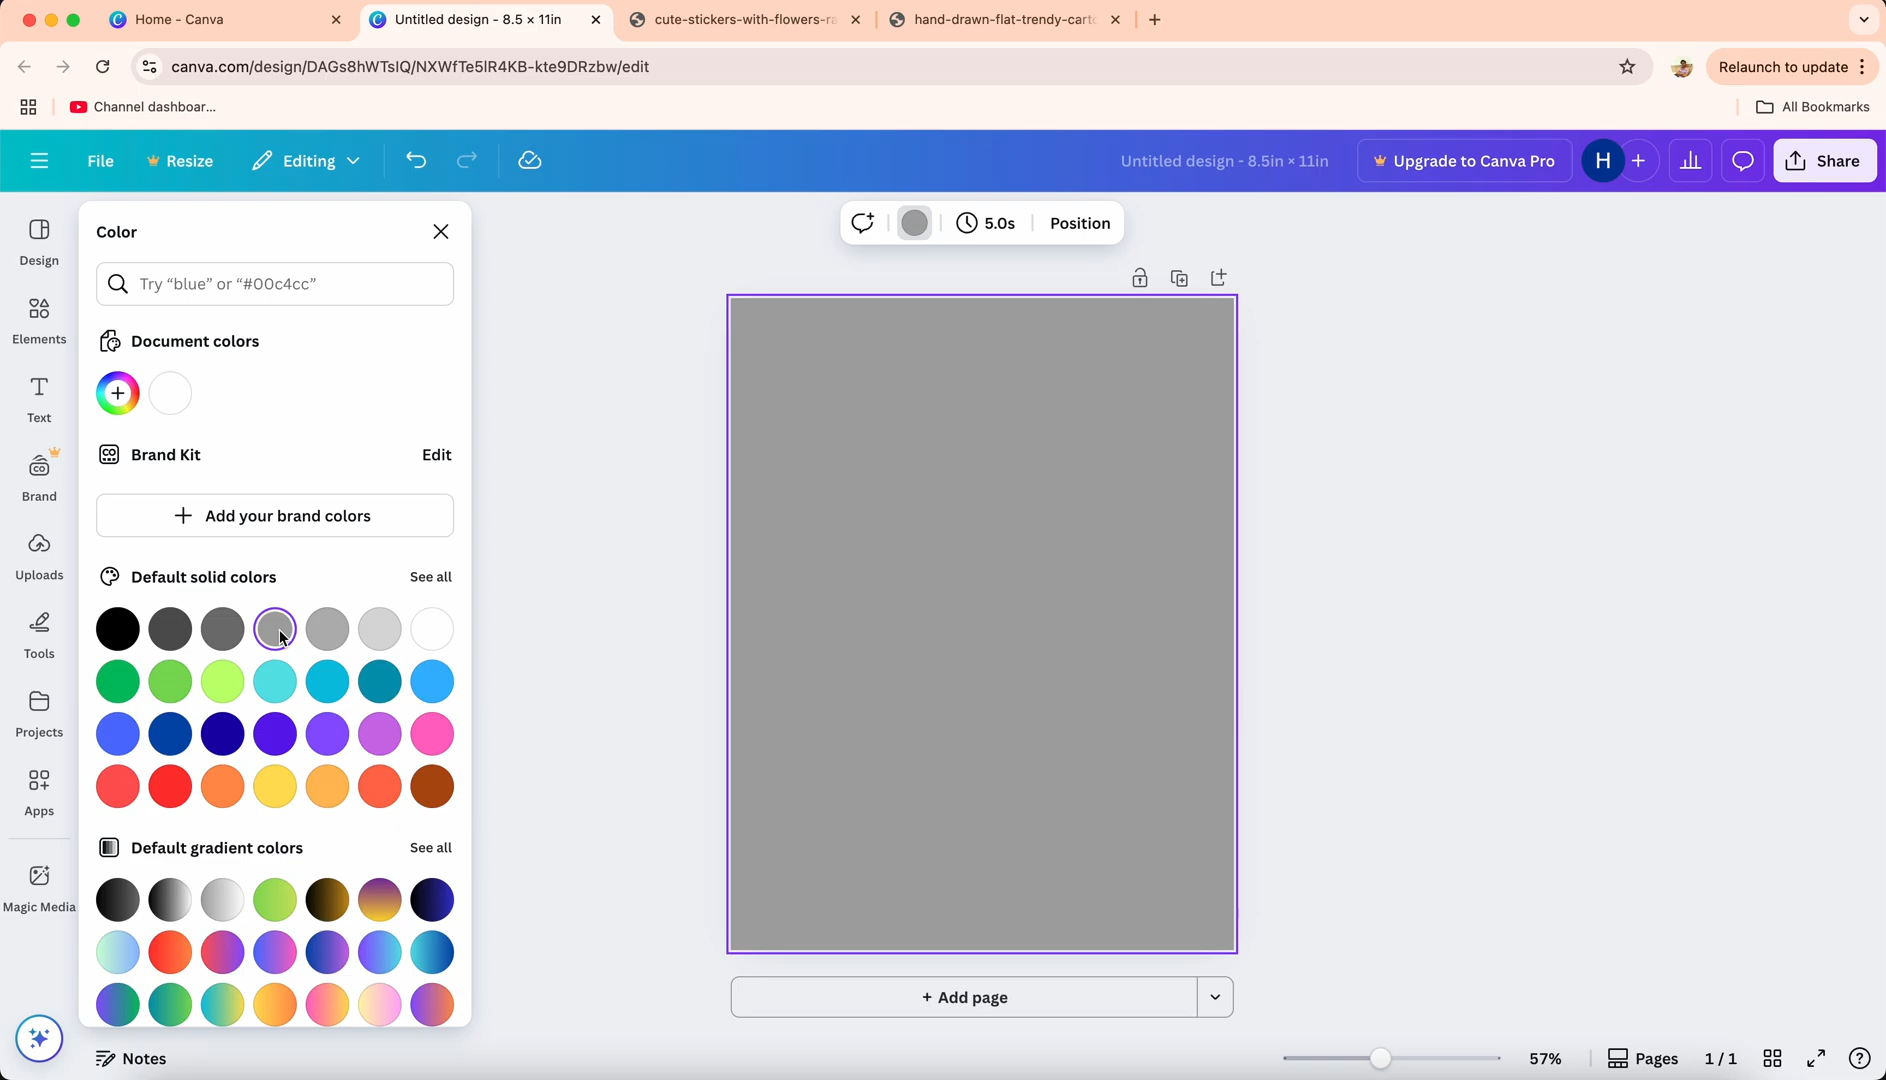 Home - Canva
Untitled design - 8.5 × 11in
cute-stickers-with-flowers-ra
hand-drawn-flat-trendy-carto
canva.com/design/DAGs8hWTslQ/NXWfTe5lR4KB-kte9DRzbw/edit
Relaunch to update
Channel dashboar...
All Bookmarks
File
Resize
Editing
Untitled design - 8.5in × 11in
Upgrade to Canva Pro
H
Share
Design
Elements
Text
Brand
Uploads
Tools
Projects
Apps
Magic Media
Color
Try “blue” or “#00c4cc”
Document colors
Brand Kit
Edit
Add your brand colors
Default solid colors
See all
Default gradient colors
See all
5.0s
Position
+ Add page
Notes
57%
Pages
1 / 1